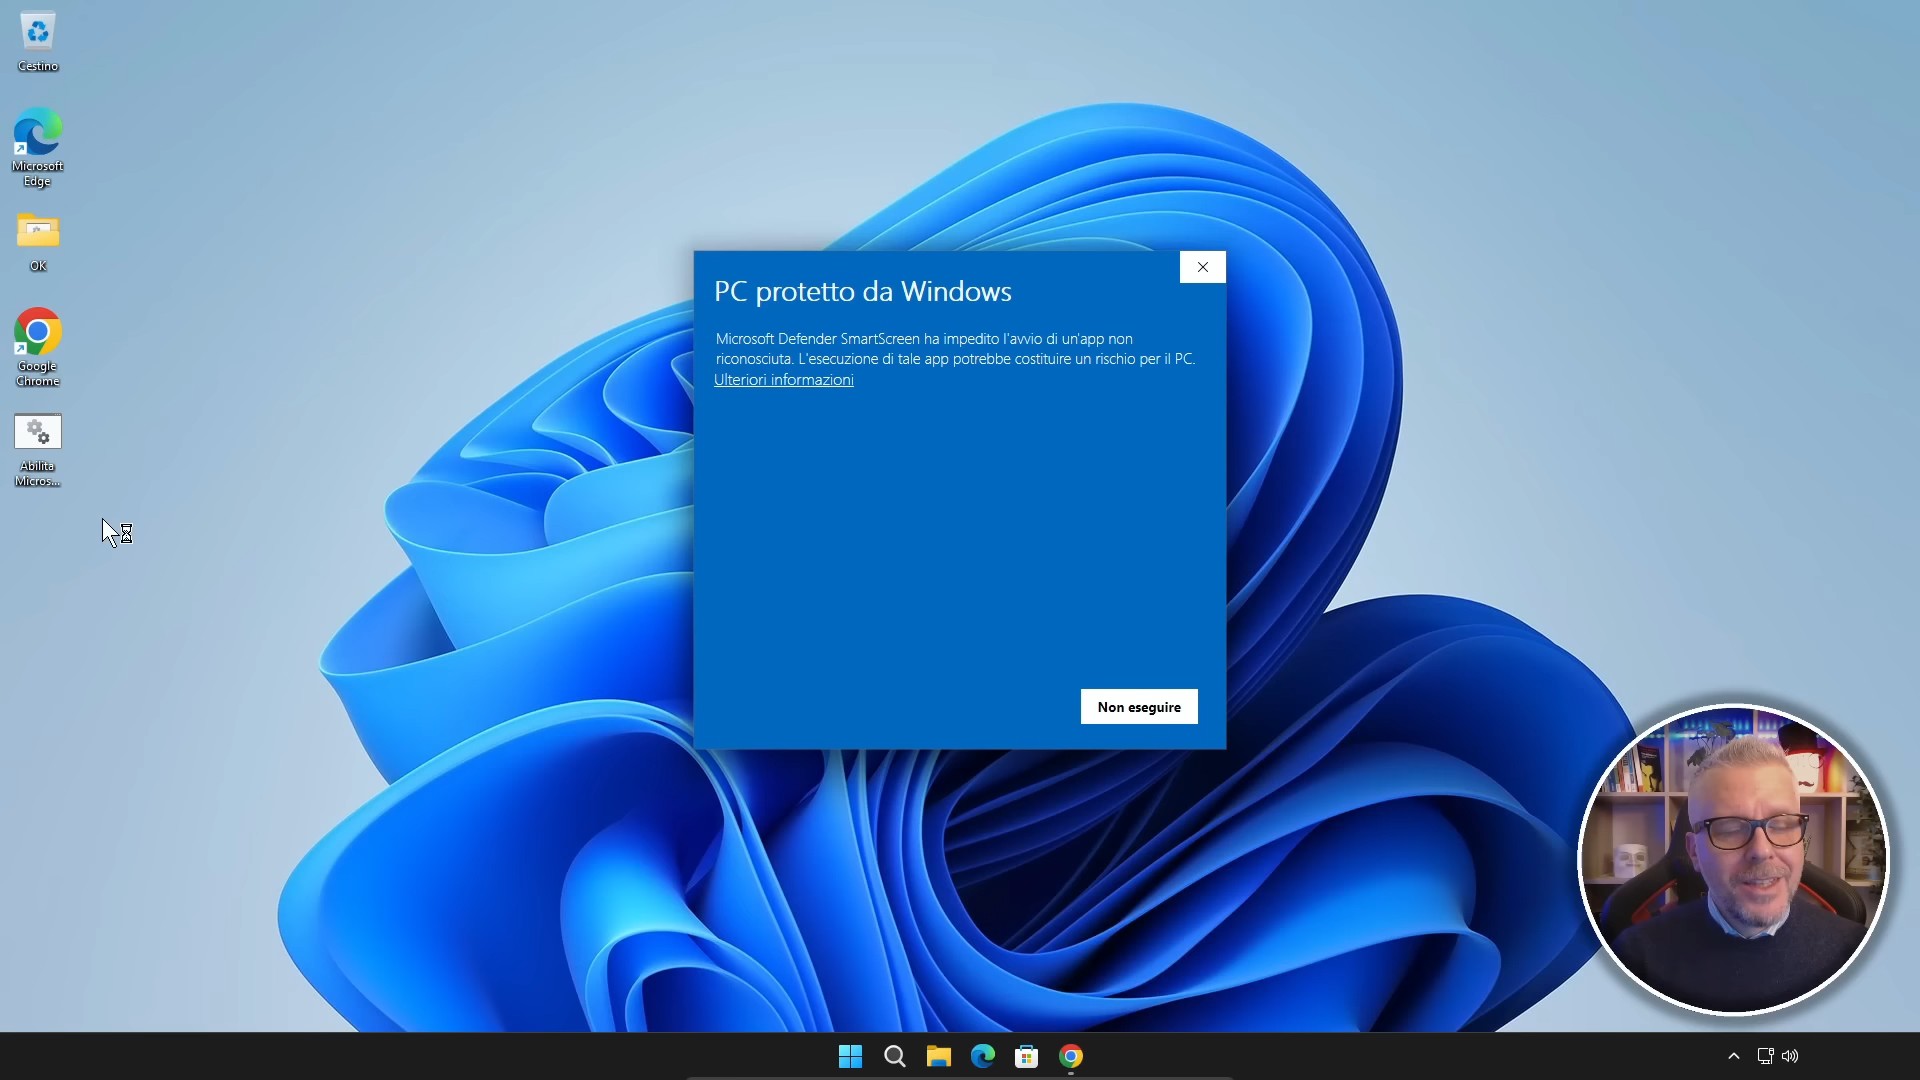 Cestino
Microsoft
Edge
OK
Google
Chrome
Abilita
Micros...
PC protetto da Windows
Microsoft Defender SmartScreen ha impedito l'avvio di un'app non
riconosciuta. L'esecuzione di tale app potrebbe costituire un rischio per il PC.
Ulteriori informazioni
Non eseguire